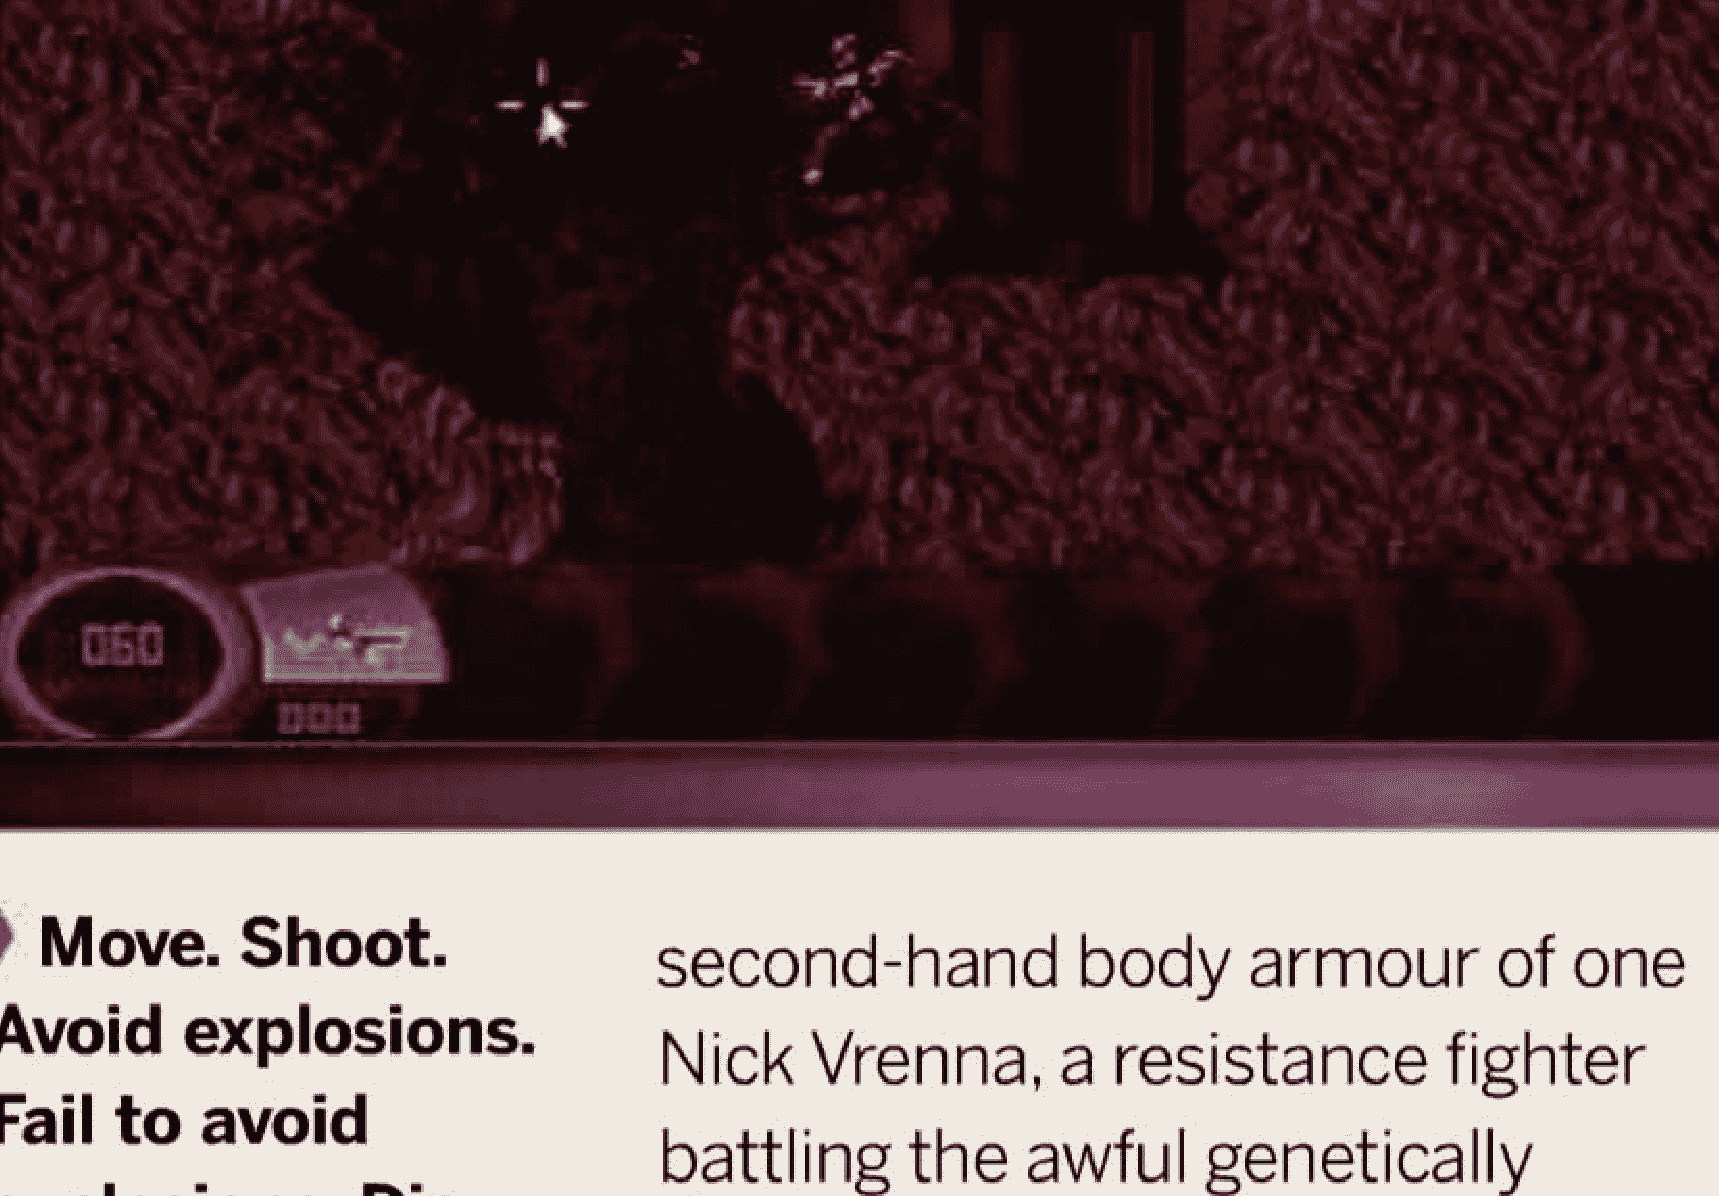 060
000
Move. Shoot.
Avoid explosions.
Fail to avoid
second-hand body armour of one
Nick Vrenna, a resistance fighter
battling the awful genetically